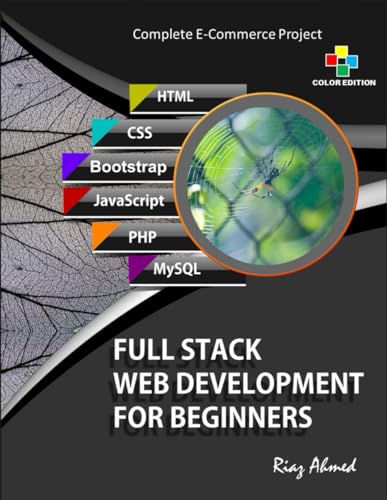 Complete E-Commerce Project
COLOR EDITION
HTML
CSS
Bootstrap
JavaScript
PHP
MySQL
FULL STACK
WEB DEVELOPMENT
FOR BEGINNERS
Riaz Ahmed